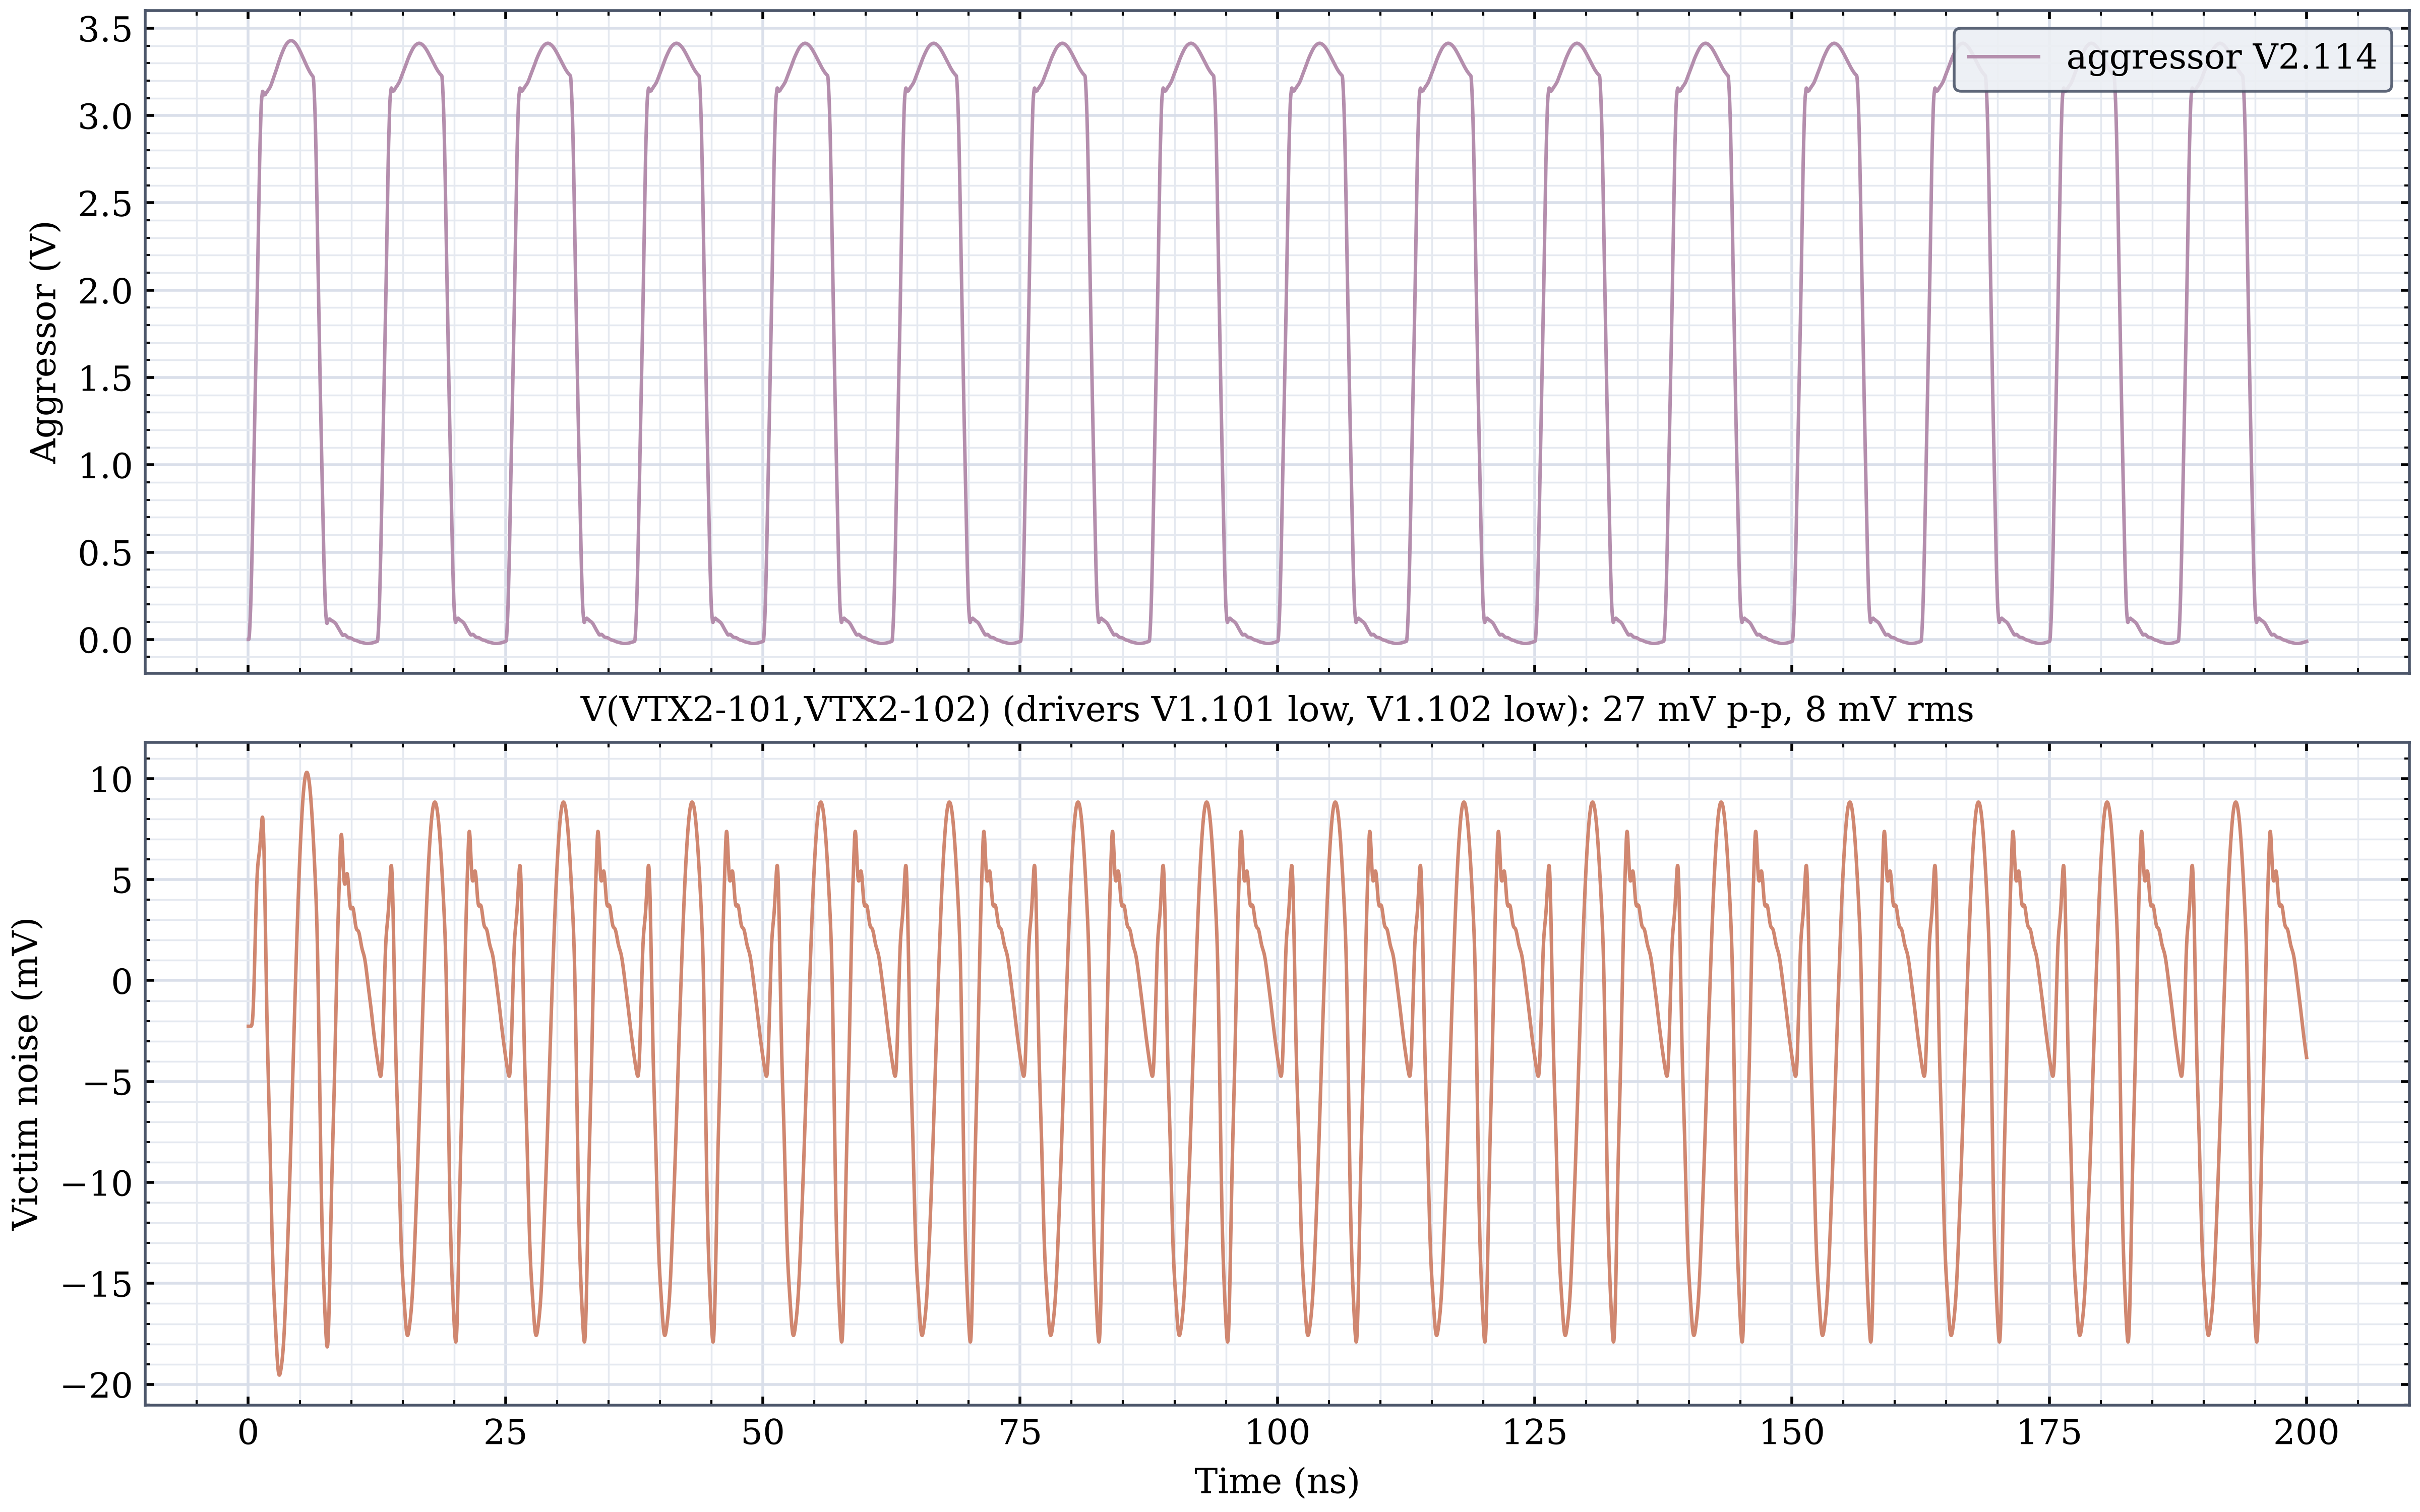 3.5
3.0
2.5
2.0
1.5
1.0
0.5
0.0
Aggressor (V)
aggressor V2.114
V(VTX2-101,VTX2-102) (drivers V1.101 low, V1.102 low): 27 mV p-p, 8 mV rms
10
5
0
−5
−10
−15
−20
Victim noise (mV)
0 25 50 75 100 125 150 175 200
Time (ns)